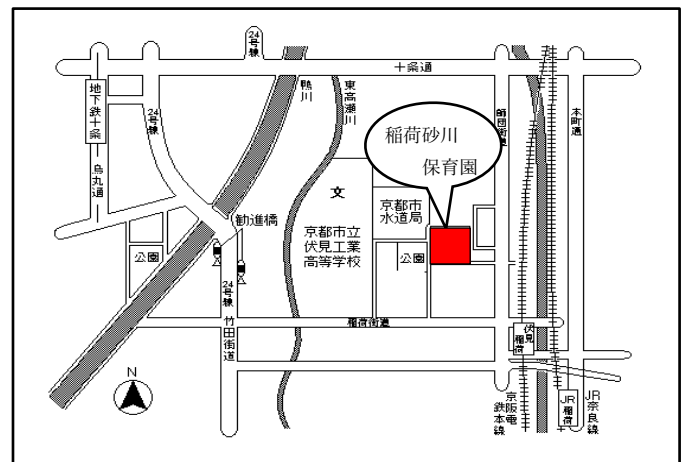 24号線
十条通
地下鉄十条
烏丸通
24号線
鴨川
東高瀬川
師団街道
本町通
稲荷砂川
保育園
文
京都市
水道局
勧進橋
京都市立
伏見工業
高等学校
公園
公園
24号線
竹田街道
稲荷街道
伏見
稲荷
N
京阪電
鉄本線
JR
稲荷
JR奈良線